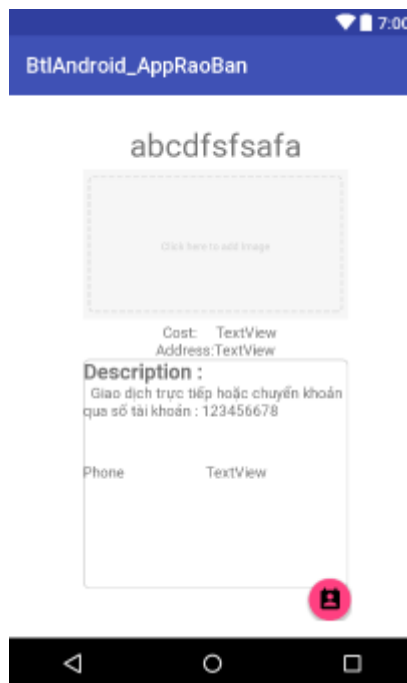 7:00
BtlAndroid_AppRaoBan
abcdfsfsafa
Click here to add image
Cost: TextView
Address:TextView
Description :
Giao dịch trực tiếp hoặc chuyển khoản
qua số tài khoản : 123456678
Phone TextView